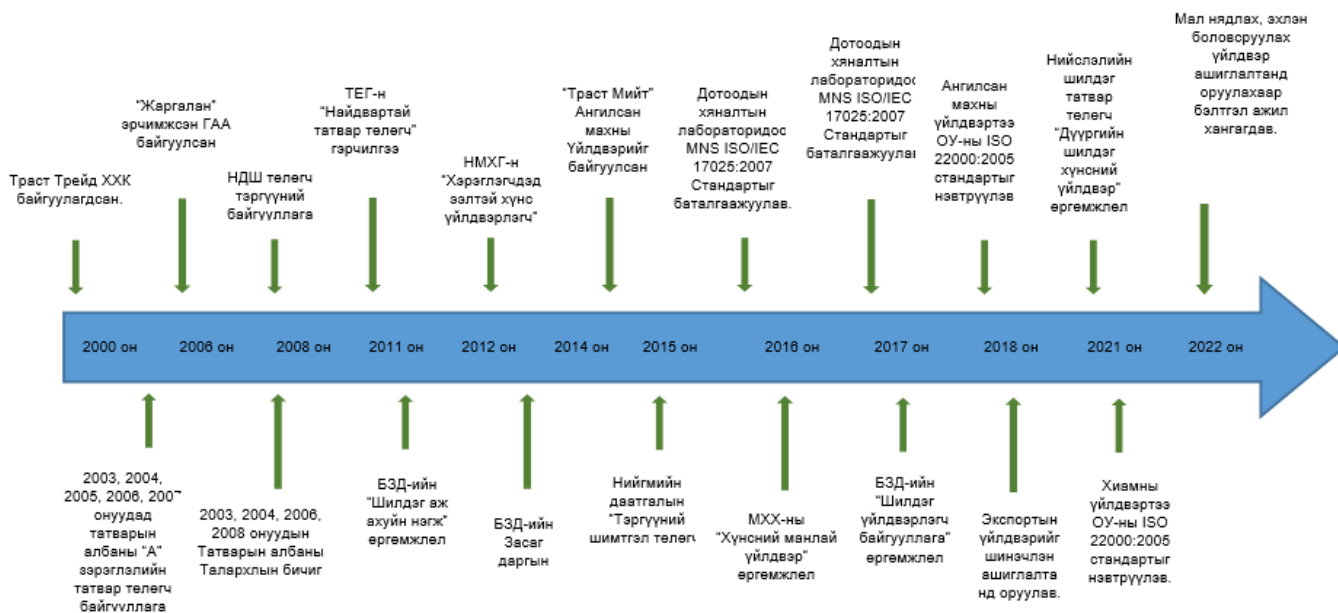 Траст Трейд ХХК
байгуулагдсан.
"Жаргалан"
эрчимжсэн ГАА
байгуулсан
НДШ төлөгч
тэргүүний
байгууллага
ТЕГ-н
"Найдвартай
татвар төлөгч"
гэрчилгээ
НМХГ-н
"Хэрэглэгчдэд
ээлтэй хүнс
үйлдвэрлэгч"
"Траст Мийт"
Ангилсан
махны
Үйлдвэрийг
байгуулсан
Дотоодын
хяналтын
лабораторидос
MNS ISO/IEC
17025:2007
Стандартыг
баталгаажуулав.
Дотоодын
хяналтын
лабораторидос
MNS ISO/IEC
17025:2007
Стандартыг
баталгаажуулав
Ангилсан
махны
үйлдвэртээ
ОУ-ны ISO
22000:2005
стандартыг
нэвтрүүлэв
Нийслэлийн
шилдэг
татвар
төлөгч
"Дүүргийн
шилдэг
хүнсний
үйлдвэр"
өргөмжлөл
Мал нядлах, эхлэн
боловсруулах
үйлдвэр
ашиглалтанд
оруулахаар
бэлтгэл ажил
хангагдав.
2000 он
2006 он
2008 он
2011 он
2012 он
2014 он
2015 он
2016 он
2017 он
2018 он
2021 он
2022 он
2003, 2004,
2005, 2006, 2007
онуудад
татварын
албаны "А"
зэрэглэлийн
татвар төлөгч
байгууллага
2003, 2004, 2006,
2008 онуудын
Татварын албаны
Талархлын бичиг
БЗД-ийн
"Шилдэг аж
ахуйн нэгж"
өргөмжлөл
БЗД-ийн
Засаг
даргын
Нийгмийн
даатгалын
"Тэргүүний
шимтгэл төлөгч
МХХ-ны
"Хүнсний манлай
үйлдвэр"
өргөмжлөл
БЗД-ийн
"Шилдэг
үйлдвэрлэгч
байгууллага"
өргөмжлөл
Экспортын
үйлдвэрийг
шинэчлэн
ашиглалта
нд оруулав.
Хиамны
үйлдвэртээ
ОУ-ны ISO
22000:2005
стандартыг
нэвтрүүлэв.